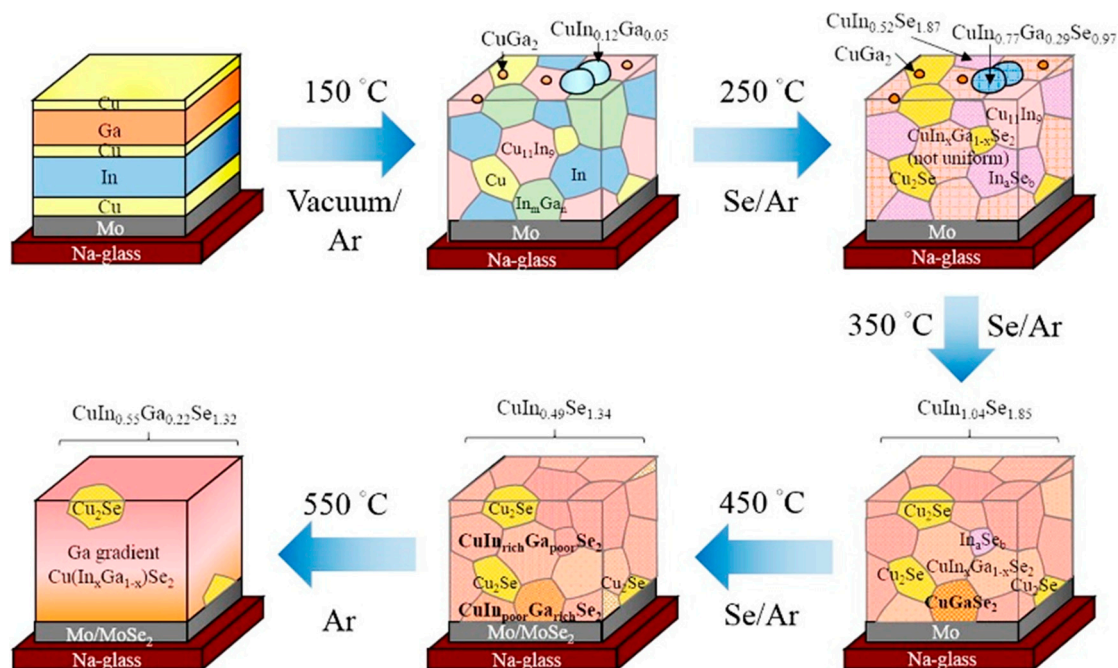 Cu
Ga
Cu
In
Cu
Mo
Na-glass
150 °C
Vacuum/
Ar
CuGa₂
CuIn₀.₁₂Ga₀.₀₅
Cu₁₁In₉
Cu
In
InₘGaₙ
Mo
Na-glass
250 °C
Se/Ar
CuIn₀.₅₂Se₁.₈₇
CuGa₂
CuIn₀.₇₇Ga₀.₂₉Se₀.₉₇
Cu₁₁In₉
CuInₓGa₁₋ₓSe₂
(not uniform)
Cu₂Se
InₐSe_b
Mo
Na-glass
350 °C
Se/Ar
CuIn₁.₀₄Se₁.₈₅
Cu₂Se
InₐSe_b
CuInₓGa₁₋ₓSe₂
Cu₂Se
Cu₂Se
CuGaSe₂
Mo
Na-glass
450 °C
Se/Ar
CuIn₀.₄₉Se₁.₃₄
Cu₂Se
CuIn_richGa_poorSe₂
Cu₂Se
Cu₂Se
CuIn_poorGa_richSe₂
Mo/MoSe₂
Na-glass
550 °C
Ar
CuIn₀.₅₅Ga₀.₂₂Se₁.₃₂
Cu₂Se
Ga gradient
Cu(InₓGa₁₋ₓ)Se₂
Mo/MoSe₂
Na-glass